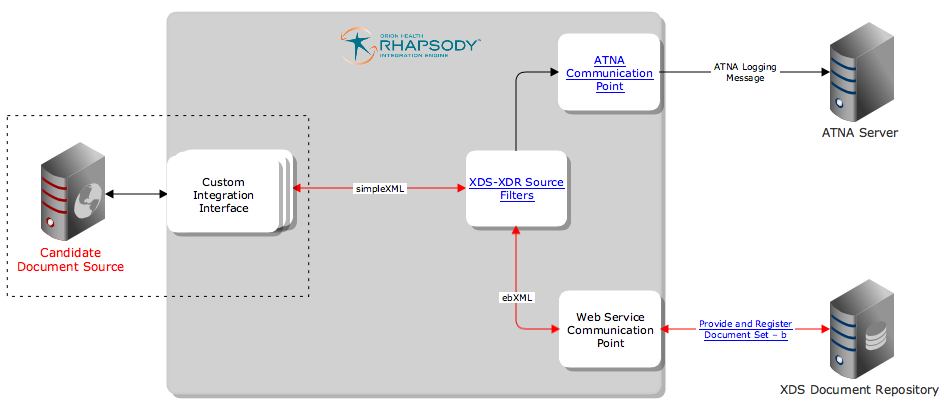 ORION HEALTH
RHAPSODY™
INTEGRATION ENGINE
ATNA
Communication
Point
ATNA Logging
Message
ATNA Server
Custom
Integration
Interface
simpleXML
XDS-XDR Source
Filters
Candidate
Document Source
ebXML
Web Service
Communication
Point
Provide and Register
Document Set – b
XDS Document Repository